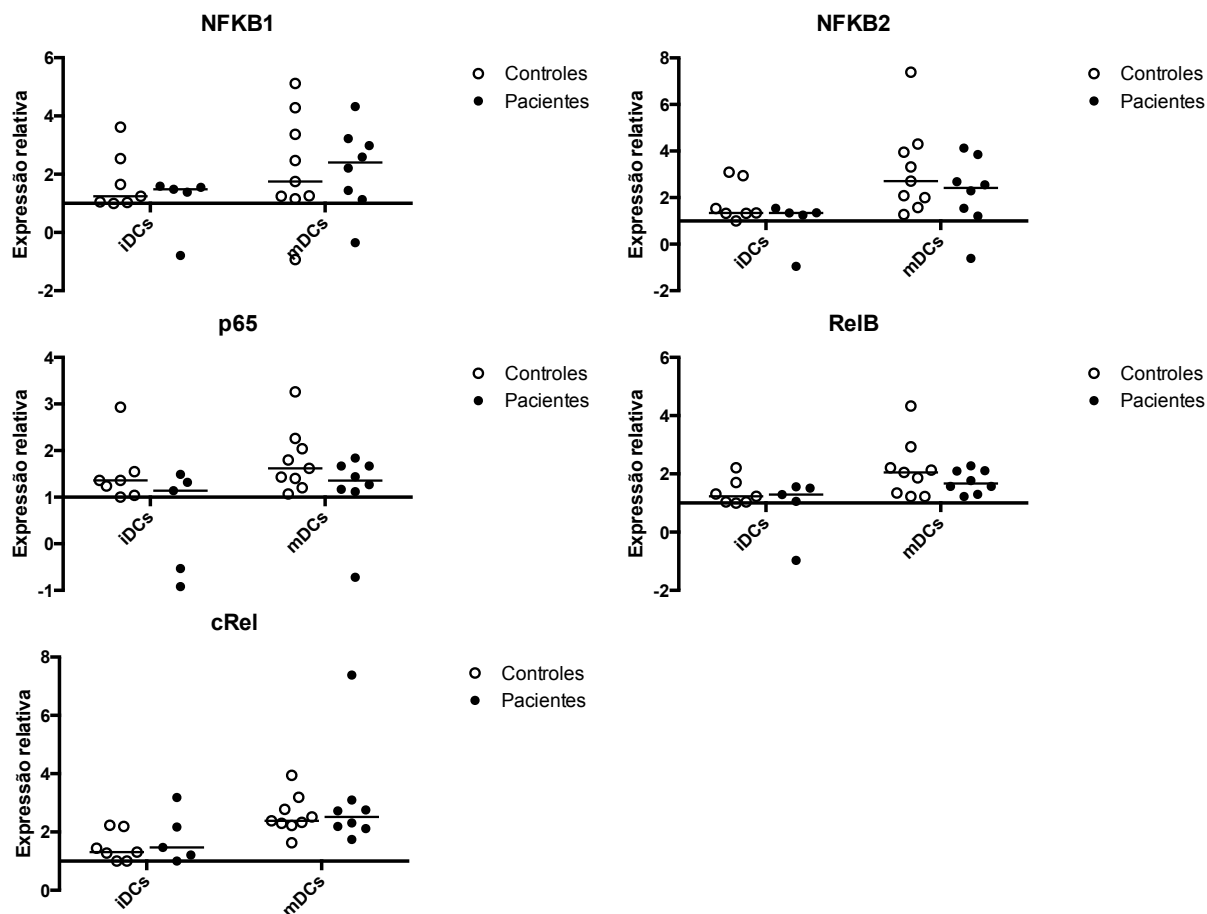 NFKB1
Expressão relativa
6
4
2
0
-2
iDCs
mDCs
Controles
Pacientes
NFKB2
Expressão relativa
8
6
4
2
0
-2
iDCs
mDCs
Controles
Pacientes
p65
Expressão relativa
4
3
2
1
0
-1
iDCs
mDCs
Controles
Pacientes
RelB
Expressão relativa
6
4
2
0
-2
iDCs
mDCs
Controles
Pacientes
cRel
Expressão relativa
8
6
4
2
0
iDCs
mDCs
Controles
Pacientes